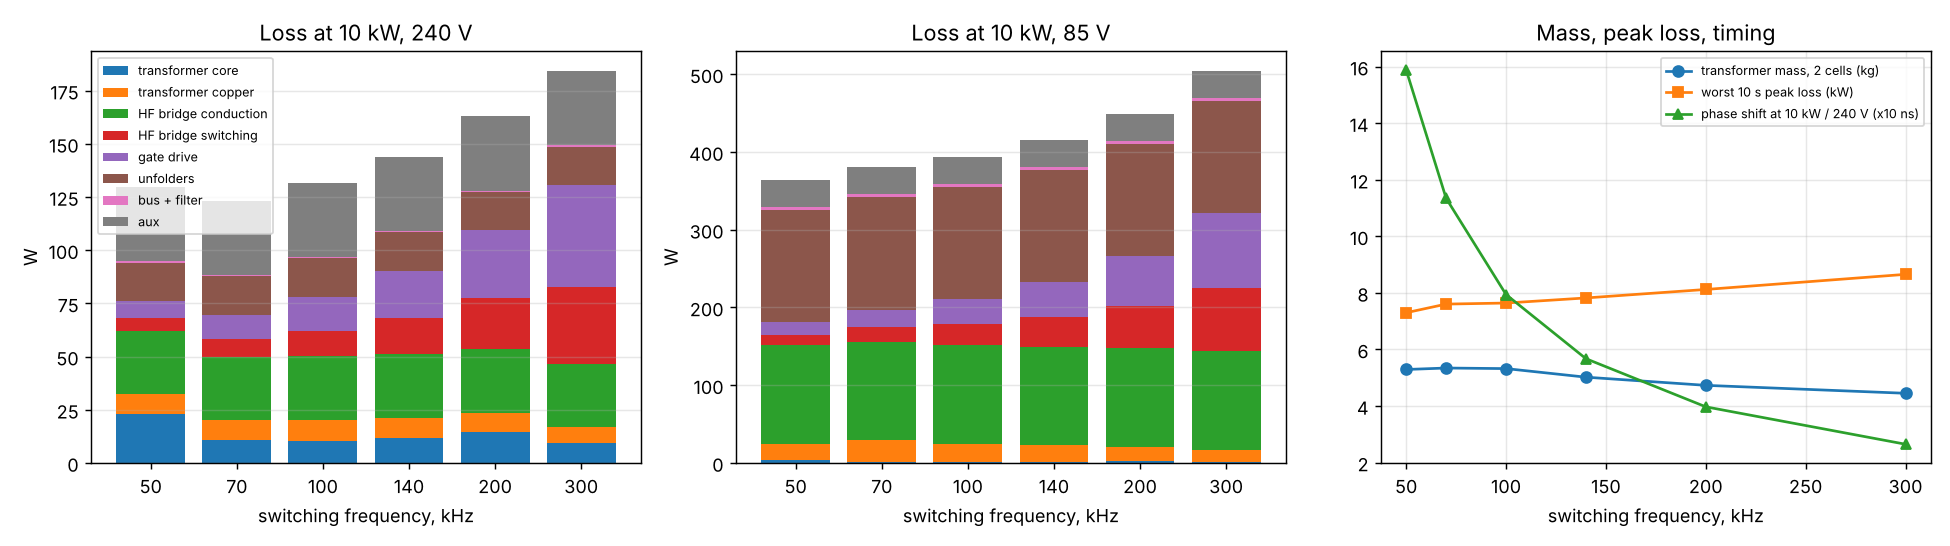 Loss at 10 kW, 240 V
W
175
150
125
100
75
50
25
0
transformer core
transformer copper
HF bridge conduction
HF bridge switching
gate drive
unfolders
bus + filter
aux
50 70 100 140 200 300
switching frequency, kHz
Loss at 10 kW, 85 V
W
500
400
300
200
100
0
50 70 100 140 200 300
switching frequency, kHz
Mass, peak loss, timing
16
14
12
10
8
6
4
2
transformer mass, 2 cells (kg)
worst 10 s peak loss (kW)
phase shift at 10 kW / 240 V (x10 ns)
50 100 150 200 250 300
switching frequency, kHz